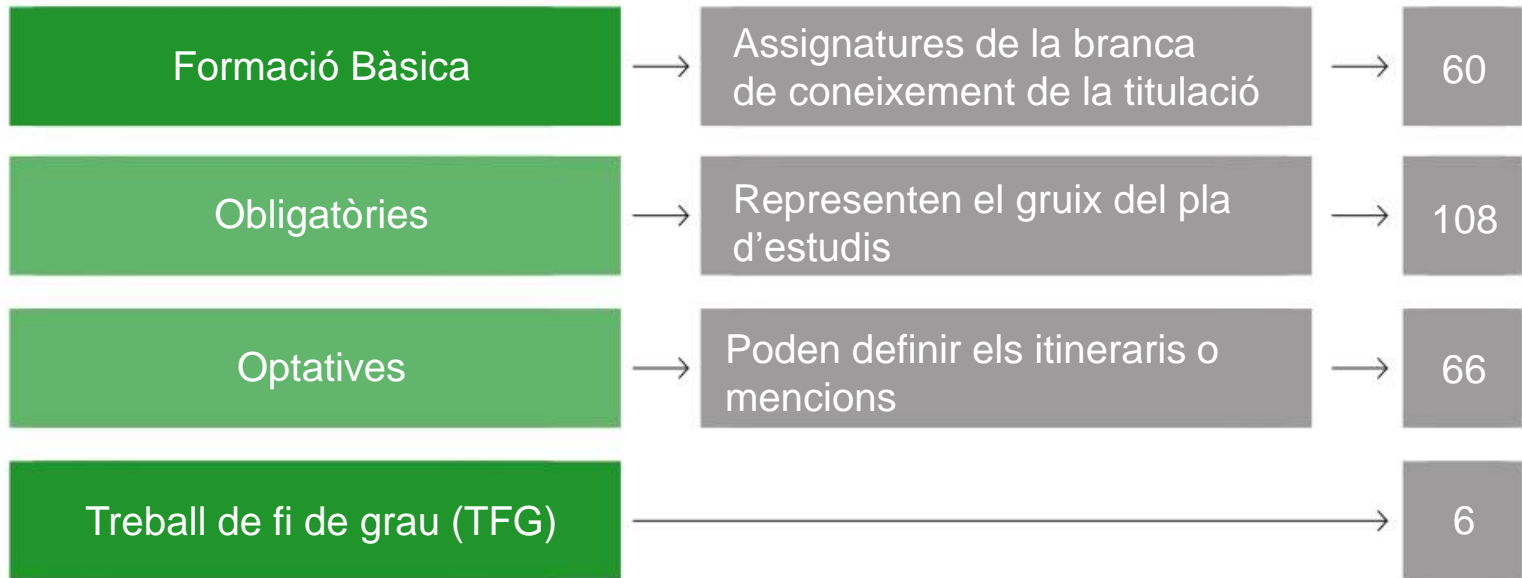 Formació Bàsica
Assignatures de la branca
de coneixement de la titulació
60
Obligatòries
Representen el gruix del pla
d’estudis
108
Optatives
Poden definir els itineraris o
mencions
66
Treball de fi de grau (TFG)
6